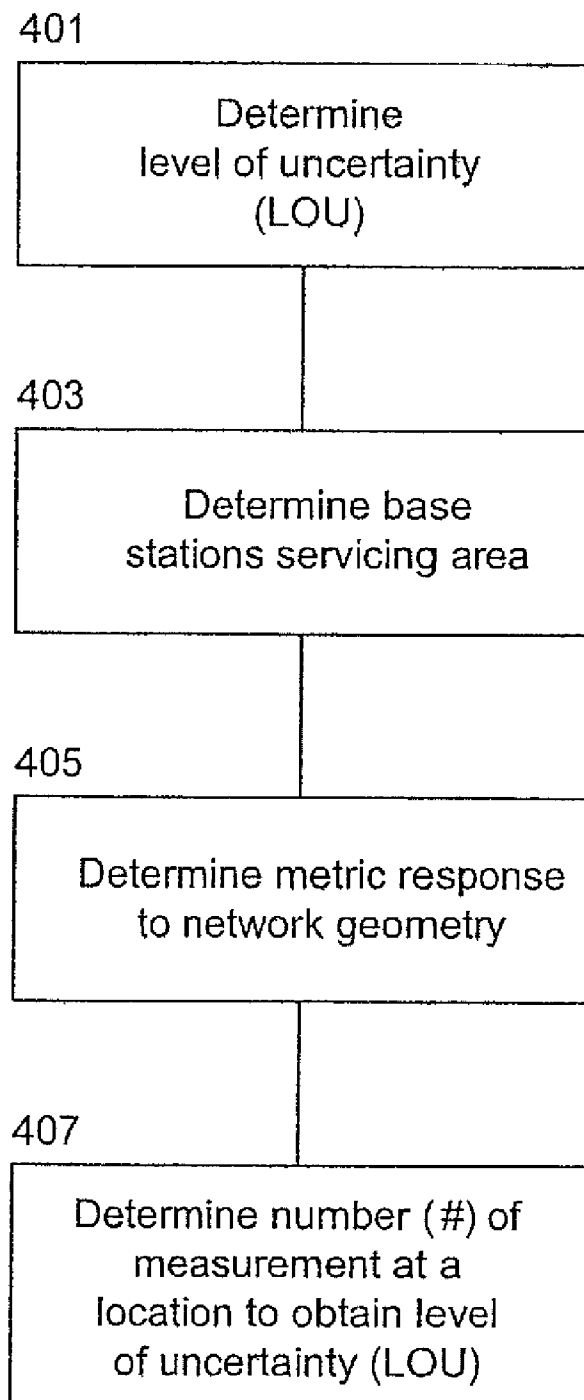 401
Determine
level of uncertainty
(LOU)
403
Determine base
stations servicing area
405
Determine metric response
to network geometry
407
Determine number (#) of
measurement at a
location to obtain level
of uncertainty (LOU)